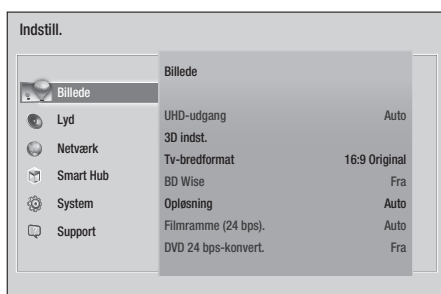 Indstill.
Billede
Lyd
Netværk
Smart Hub
System
Support
Billede
UHD-udgang Auto
3D indst.
Tv-bredformat 16:9 Original
BD Wise Fra
Opløsning Auto
Filmramme (24 bps). Auto
DVD 24 bps-konvert. Fra